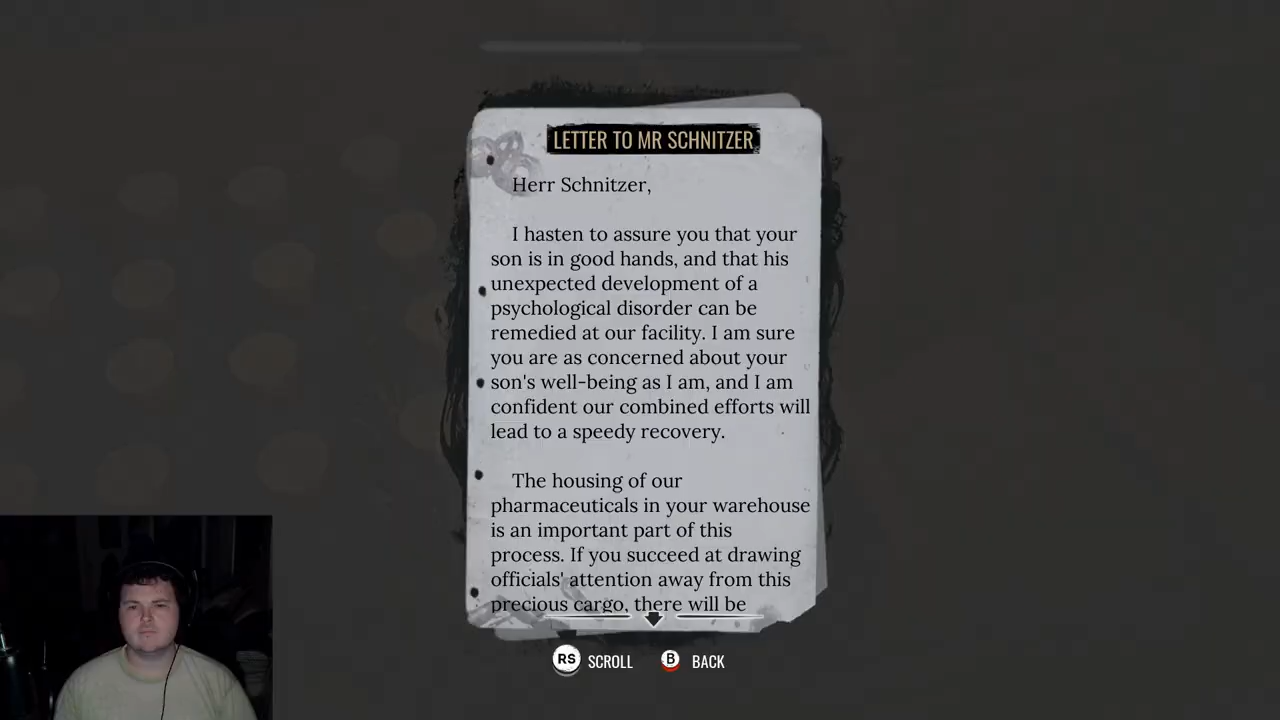 LETTER TO MR SCHNITZER
Herr Schnitzer,
I hasten to assure you that your
son is in good hands, and that his
unexpected development of a
psychological disorder can be
remedied at our facility. I am sure
you are as concerned about your
son's well-being as I am, and I am
confident our combined efforts will
lead to a speedy recovery.
The housing of our
pharmaceuticals in your warehouse
is an important part of this
process. If you succeed at drawing
officials' attention away from this
precious cargo, there will be
RS SCROLL B BACK